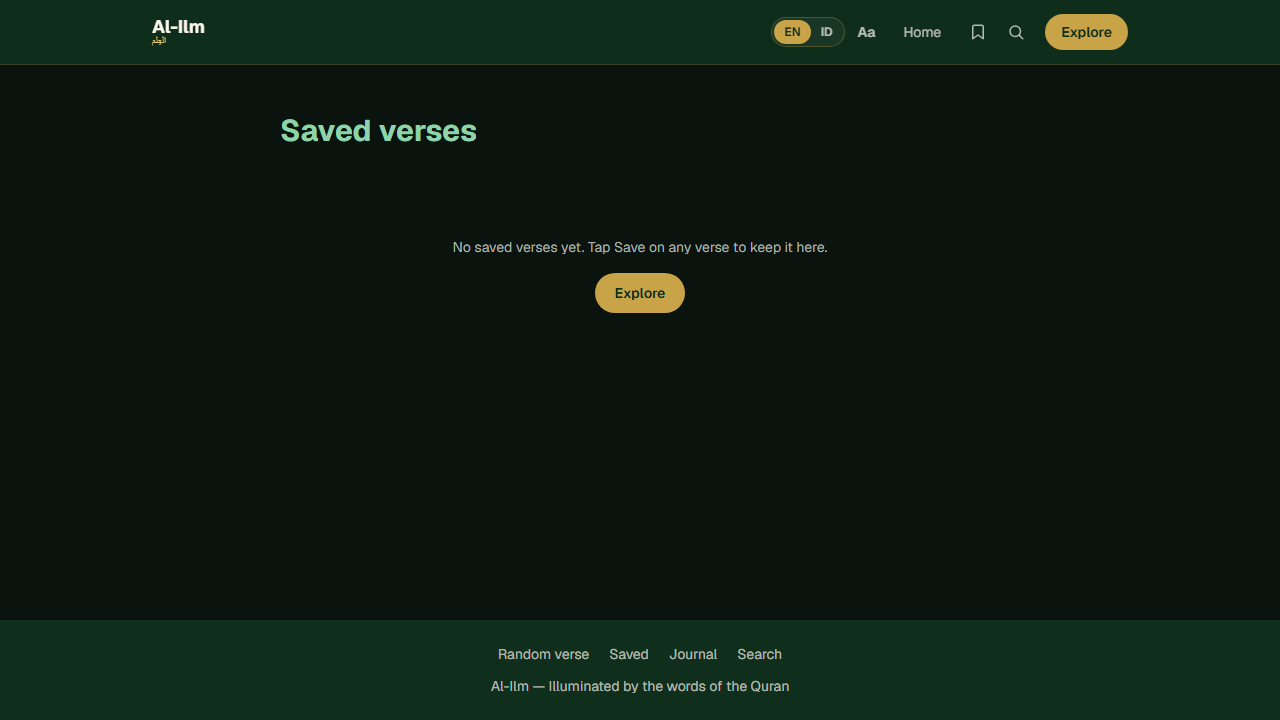 Al-Ilm
العلم
EN ID Aa Home Explore
Saved verses
No saved verses yet. Tap Save on any verse to keep it here.
Explore
Random verse Saved Journal Search
Al-Ilm — Illuminated by the words of the Quran